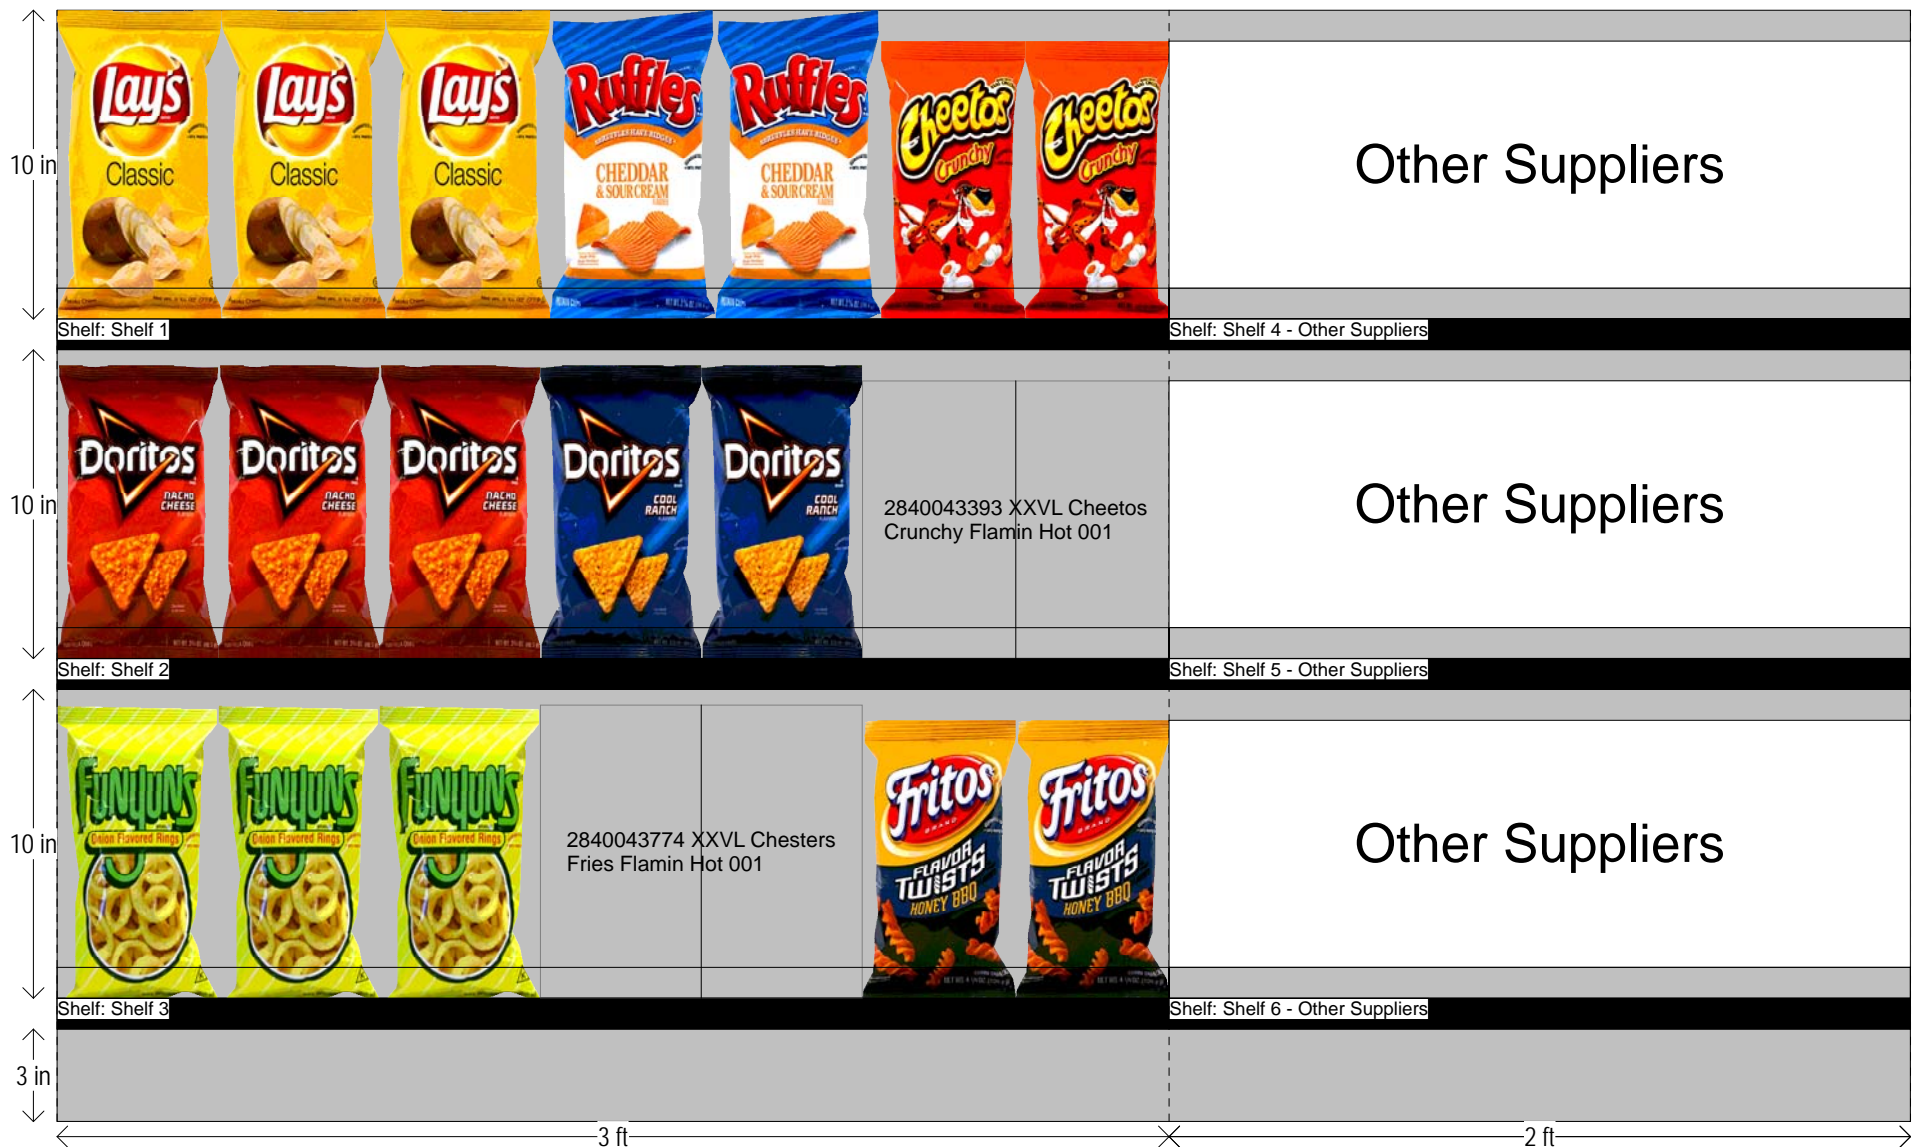 10 in
Lay's
Classic
Lay's
Classic
Lay's
Classic
Ruffles
CHEDDAR
& SOUR CREAM
Ruffles
CHEDDAR
& SOUR CREAM
Cheetos
Crunchy
Cheetos
Crunchy
Other Suppliers
Shelf: Shelf 1
Shelf: Shelf 4 - Other Suppliers
10 in
Doritos
NACHO
CHEESE
Doritos
NACHO
CHEESE
Doritos
NACHO
CHEESE
Doritos
COOL
RANCH
Doritos
COOL
RANCH
2840043393 XXVL Cheetos
Crunchy Flamin Hot 001
Other Suppliers
Shelf: Shelf 2
Shelf: Shelf 5 - Other Suppliers
10 in
FUNYUNS
Onion Flavored Rings
FUNYUNS
Onion Flavored Rings
FUNYUNS
Onion Flavored Rings
2840043774 XXVL Chesters
Fries Flamin Hot 001
Fritos
BRAND
FLAVOR
TWISTS
HONEY BBQ
Fritos
BRAND
FLAVOR
TWISTS
HONEY BBQ
Other Suppliers
Shelf: Shelf 3
Shelf: Shelf 6 - Other Suppliers
3 in
3 ft
2 ft